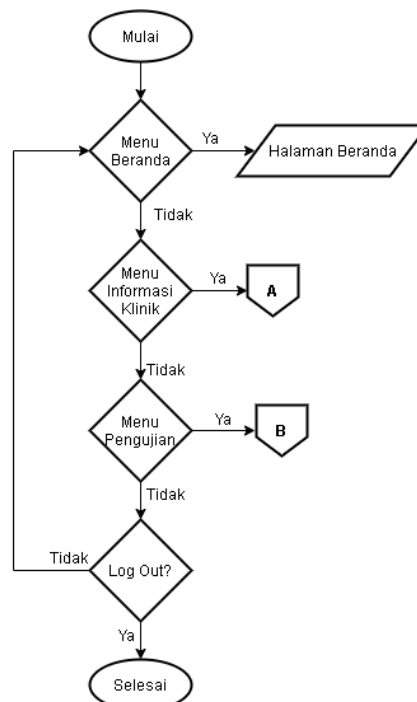 Mulai
Menu
Beranda
Ya
Halaman Beranda
Tidak
Menu
Informasi
Klinik
Ya
A
Tidak
Menu
Pengujian
Ya
B
Tidak
Log Out?
Tidak
Ya
Selesai